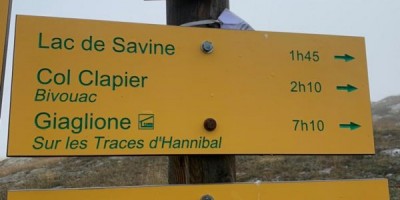 Lac de Savine 1h45
Col Clapier 2h10
Bivouac
Giaglione 7h10
Sur les Traces d'Hannibal